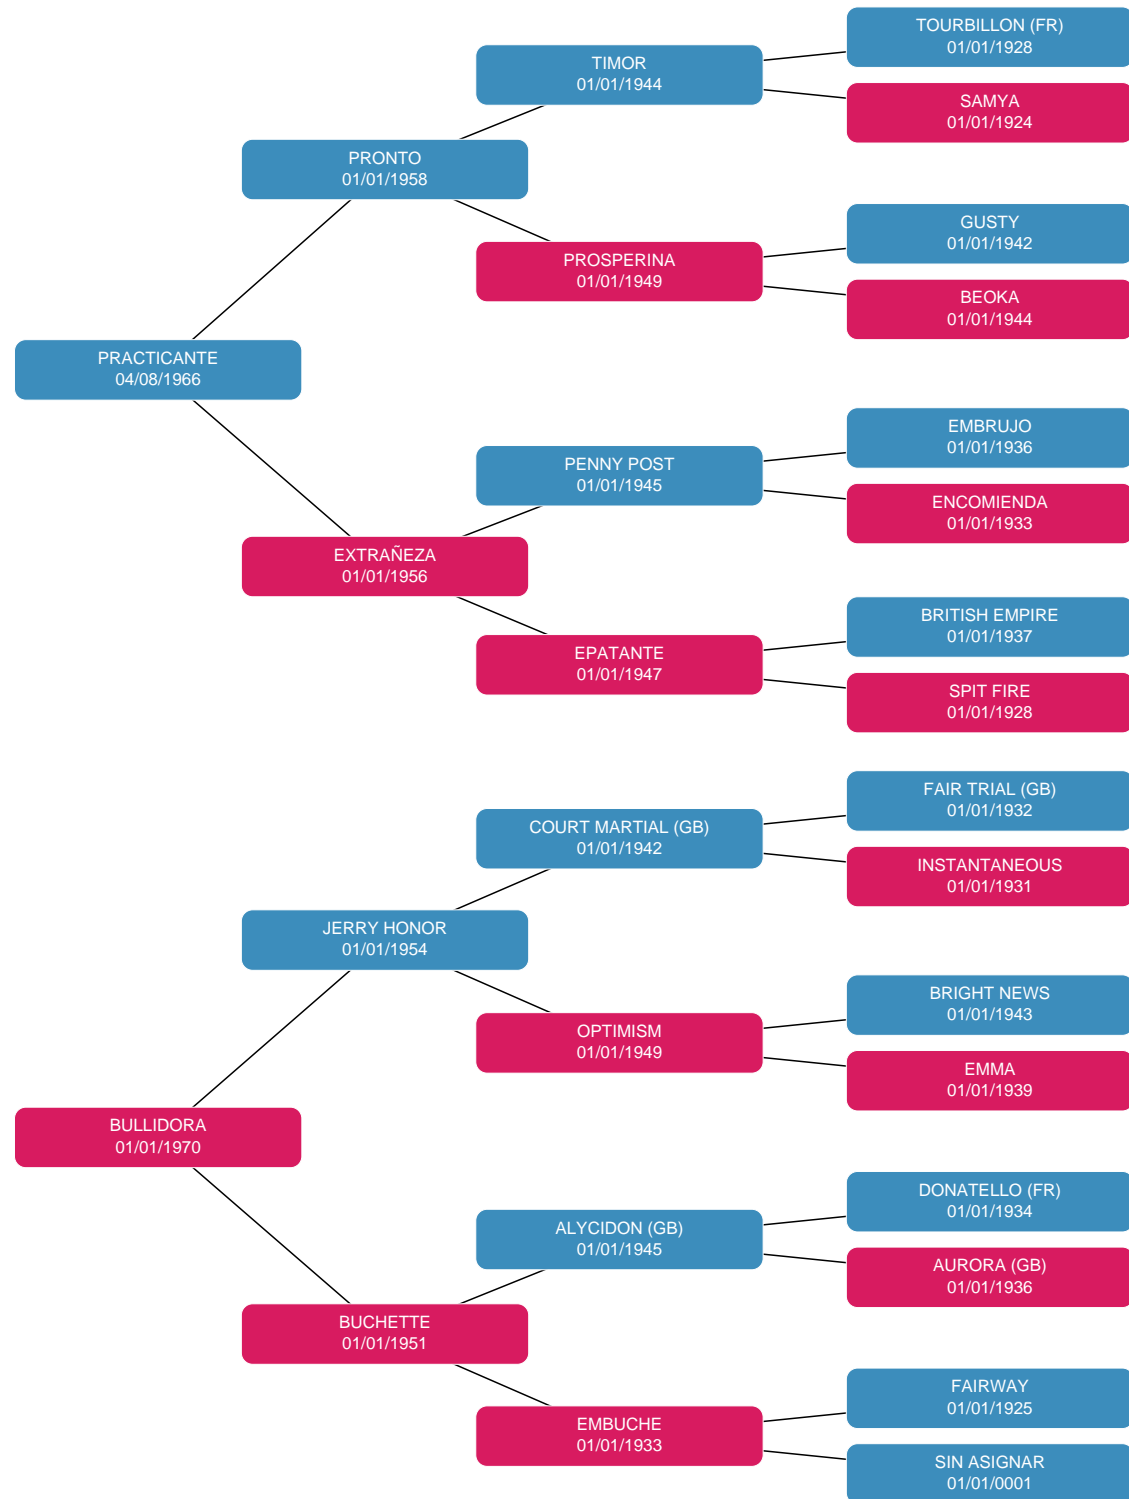 TOURBILLON (FR)
01/01/1928
TIMOR
01/01/1944
SAMYA
01/01/1924
PRONTO
01/01/1958
GUSTY
01/01/1942
PROSPERINA
01/01/1949
BEOKA
01/01/1944
PRACTICANTE
04/08/1966
EMBRUJO
01/01/1936
PENNY POST
01/01/1945
ENCOMIENDA
01/01/1933
EXTRAÑEZA
01/01/1956
BRITISH EMPIRE
01/01/1937
EPATANTE
01/01/1947
SPIT FIRE
01/01/1928
FAIR TRIAL (GB)
01/01/1932
COURT MARTIAL (GB)
01/01/1942
INSTANTANEOUS
01/01/1931
JERRY HONOR
01/01/1954
BRIGHT NEWS
01/01/1943
OPTIMISM
01/01/1949
EMMA
01/01/1939
BULLIDORA
01/01/1970
DONATELLO (FR)
01/01/1934
ALYCIDON (GB)
01/01/1945
AURORA (GB)
01/01/1936
BUCHETTE
01/01/1951
FAIRWAY
01/01/1925
EMBUCHE
01/01/1933
SIN ASIGNAR
01/01/0001